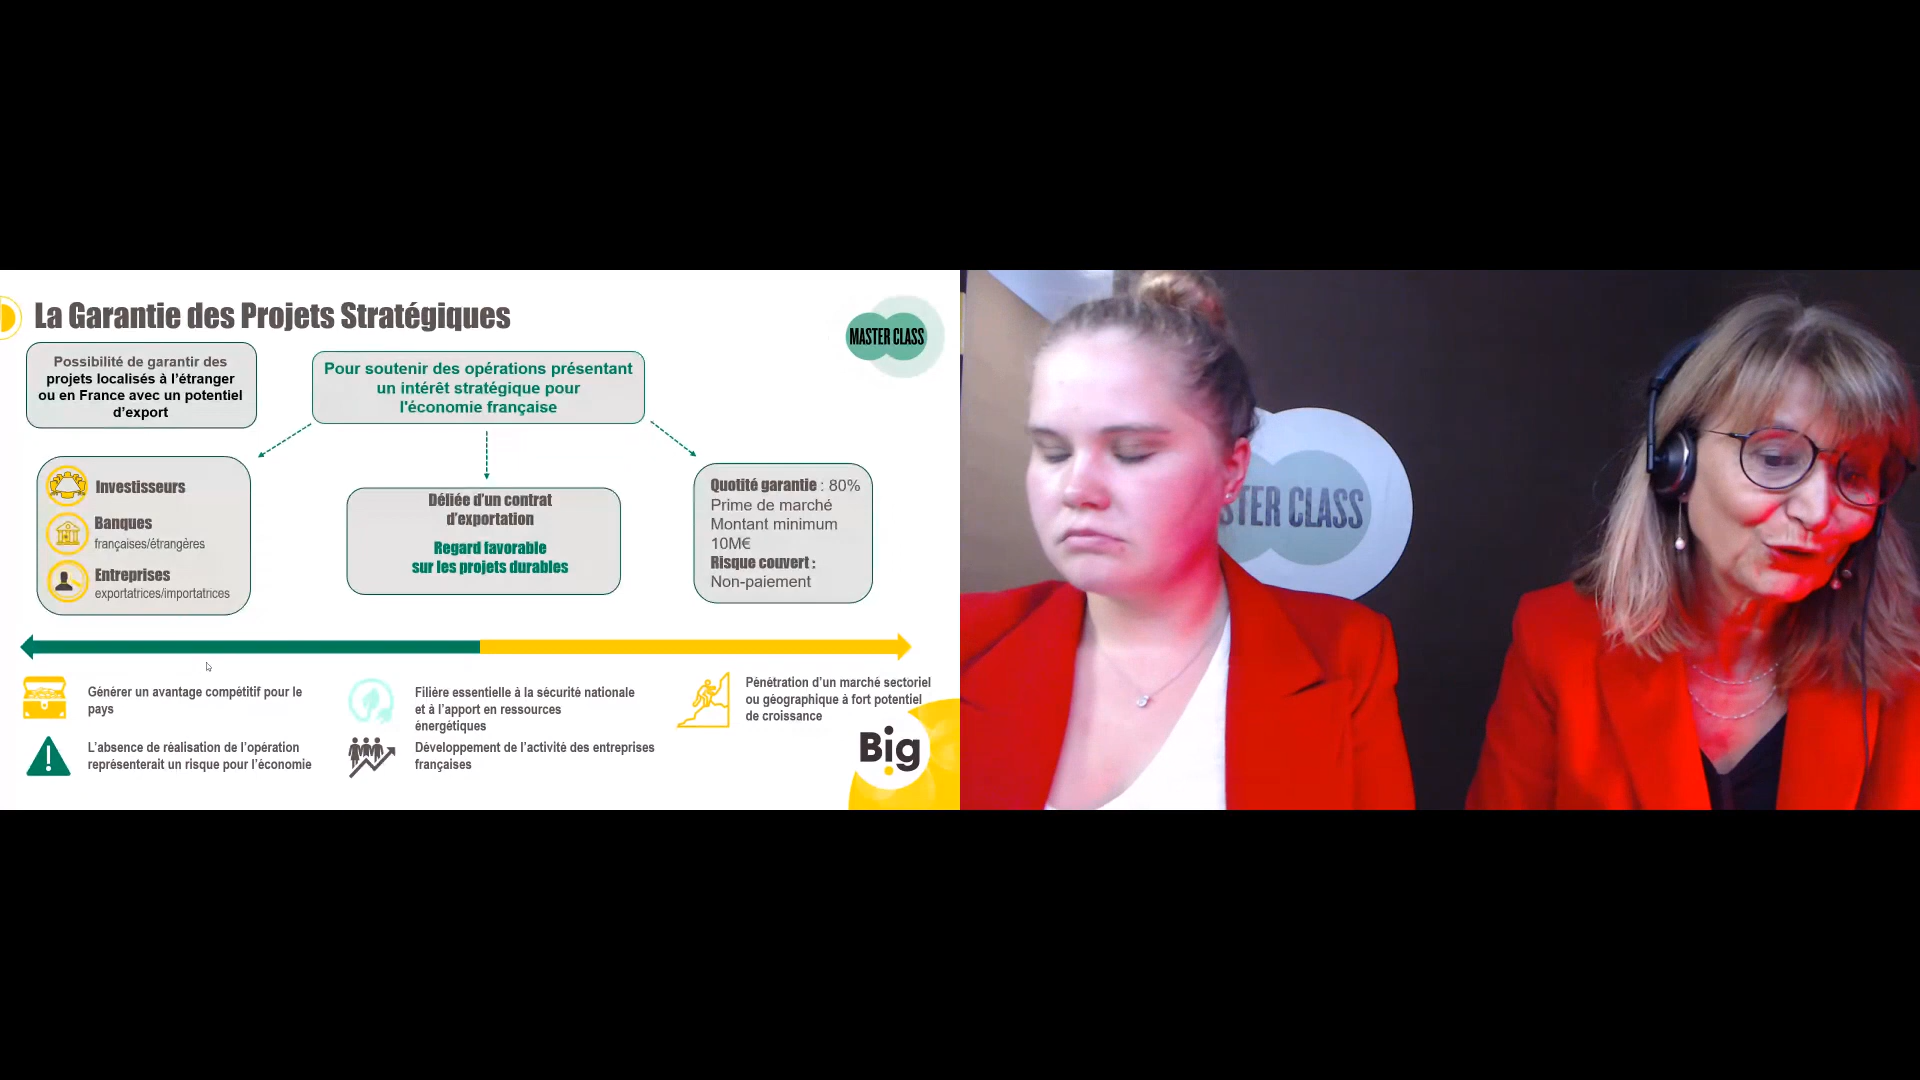 La Garantie des Projets Stratégiques
MASTER CLASS
Possibilité de garantir des
projets localisés à l'étranger
ou en France avec un potentiel
d'export
Pour soutenir des opérations présentant
un intérêt stratégique pour
l'économie française
Investisseurs
Banques
françaises/étrangères
Entreprises
exportatrices/importatrices
Déliée d'un contrat
d'exportation
Regard favorable
sur les projets durables
Quotité garantie : 80%
Prime de marché
Montant minimum
10M€
Risque couvert :
Non-paiement
Générer un avantage compétitif pour le
pays
L'absence de réalisation de l'opération
représenterait un risque pour l'économie
Filière essentielle à la sécurité nationale
et à l'apport en ressources
énergétiques
Développement de l'activité des entreprises
françaises
Pénétration d'un marché sectoriel
ou géographique à fort potentiel
de croissance
Big
STER CLASS